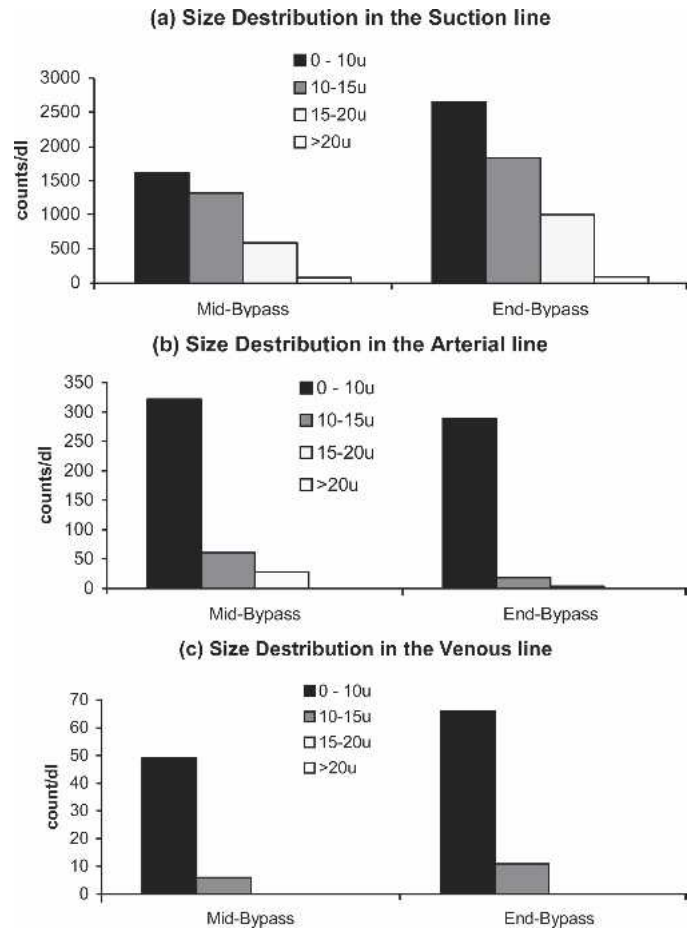 (a) Size Destribution in the Suction line
0 - 10u
10-15u
15-20u
>20u
counts/dl
3000
2500
2000
1500
1000
500
0
Mid-Bypass
End-Bypass
(b) Size Destribution in the Arterial line
0 - 10u
10-15u
15-20u
>20u
counts/dl
350
300
250
200
150
100
50
0
Mid-Bypass
End-Bypass
(c) Size Destribution in the Venous line
0 - 10u
10-15u
15-20u
>20u
count/dl
70
60
50
40
30
20
10
0
Mid-Bypass
End-Bypass